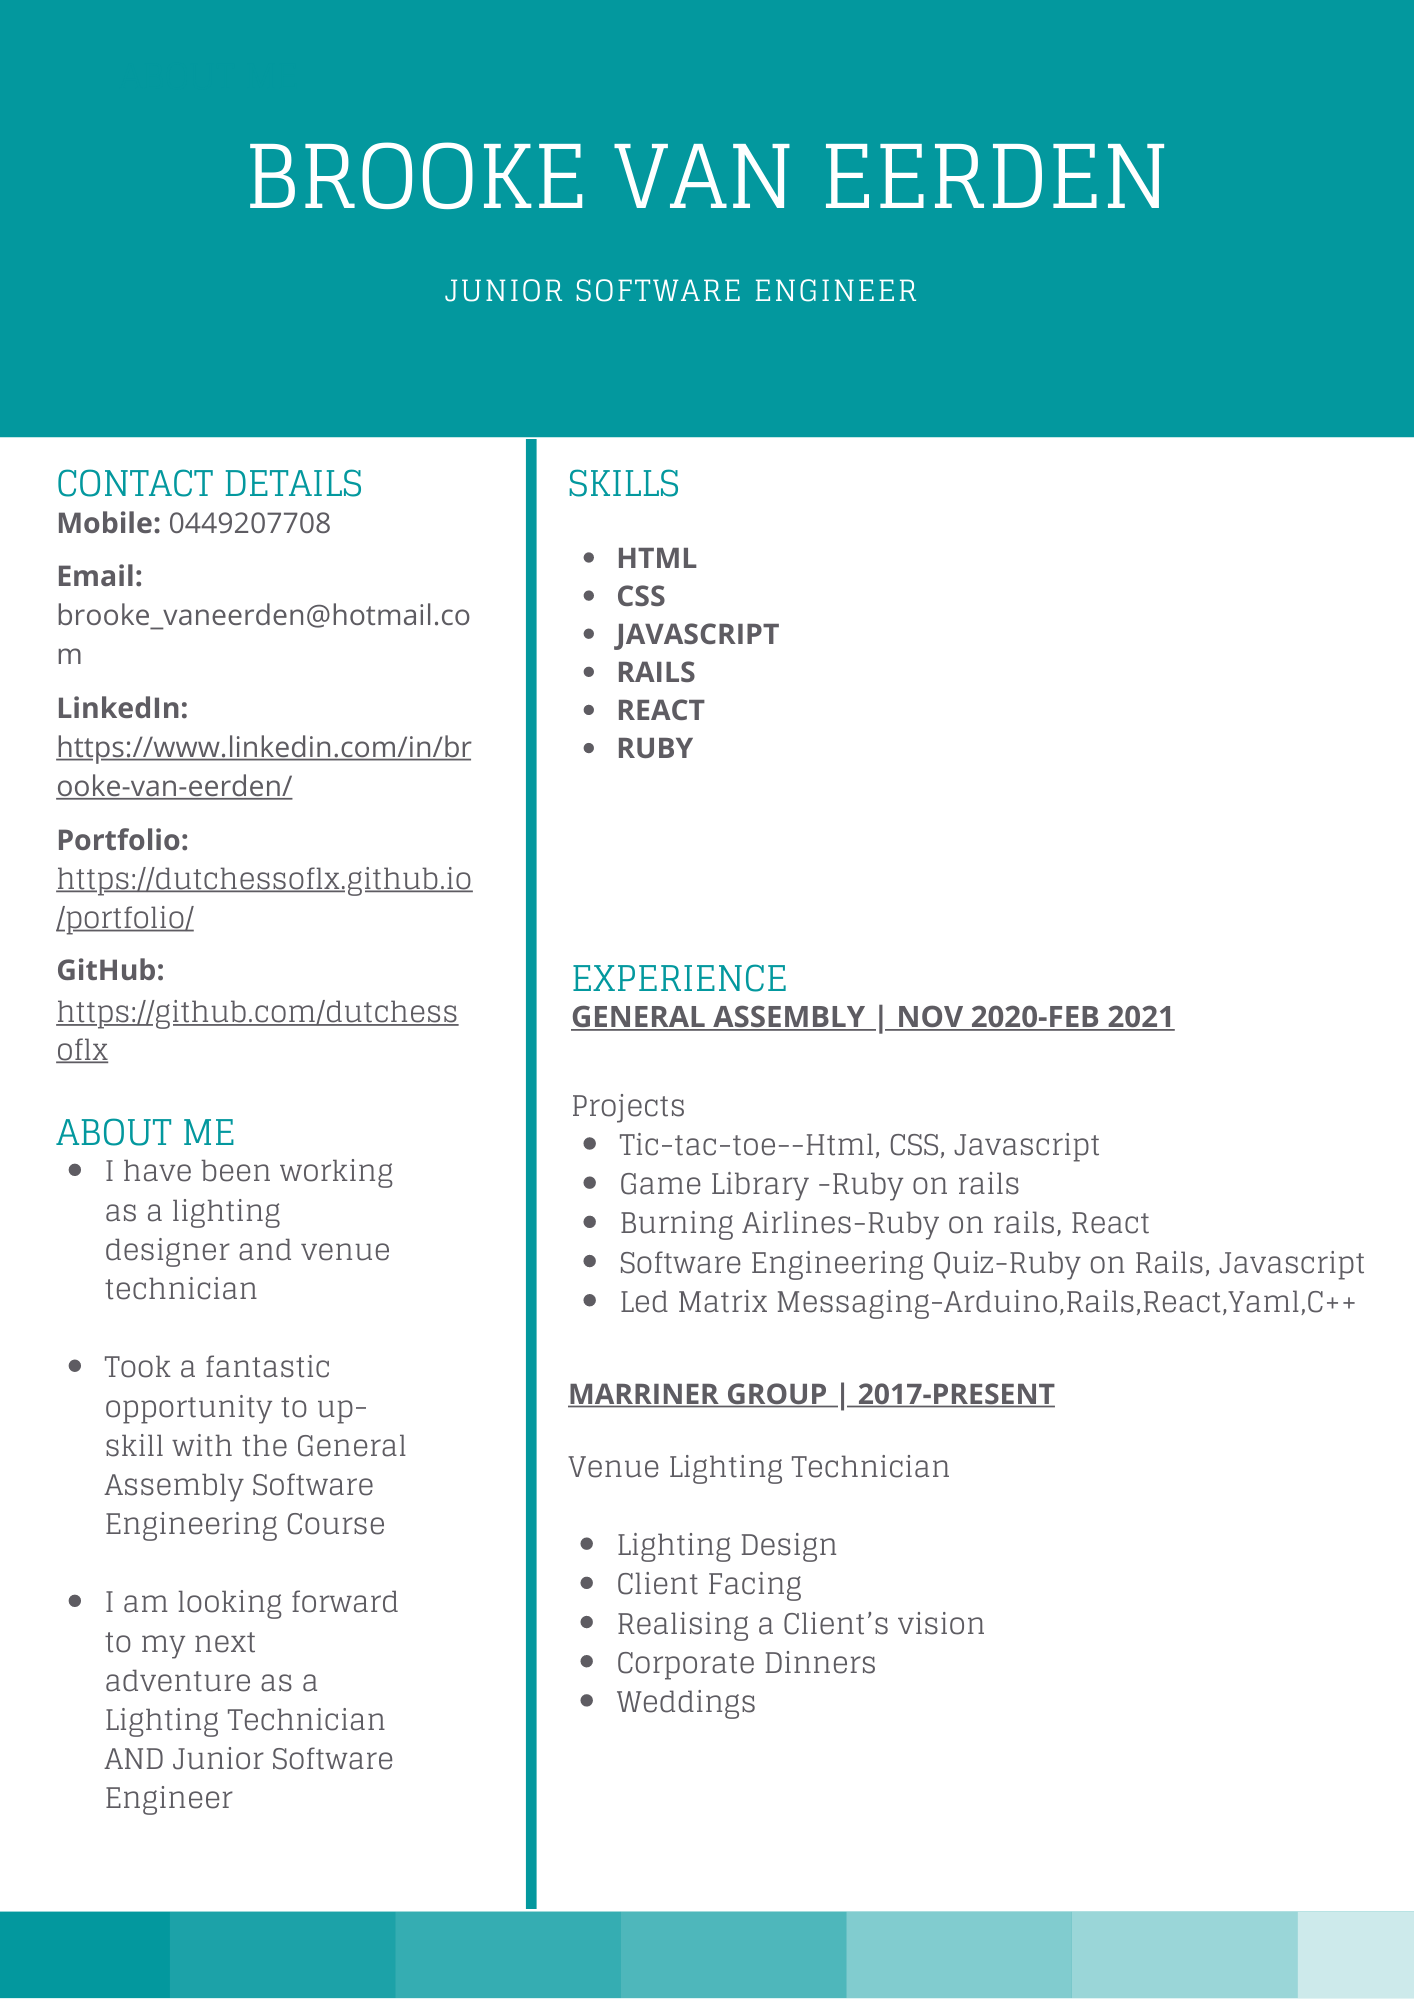 BROOKE VAN EERDEN
JUNIOR SOFTWARE ENGINEER
CONTACT DETAILS
Mobile: 0449207708
Email:
brooke_vaneerden@hotmail.co
m
LinkedIn:
https://www.linkedin.com/in/br
ooke-van-eerden/
Portfolio:
https://dutchessoflx.github.io
/portfolio/
GitHub:
https://github.com/dutchess
oflx
ABOUT ME
• I have been working
as a lighting
designer and venue
technician
• Took a fantastic
opportunity to up-
skill with the General
Assembly Software
Engineering Course
• I am looking forward
to my next
adventure as a
Lighting Technician
AND Junior Software
Engineer
SKILLS
• HTML
• CSS
• JAVASCRIPT
• RAILS
• REACT
• RUBY
EXPERIENCE
GENERAL ASSEMBLY | NOV 2020-FEB 2021
Projects
• Tic-tac-toe--Html, CSS, Javascript
• Game Library -Ruby on rails
• Burning Airlines-Ruby on rails, React
• Software Engineering Quiz-Ruby on Rails, Javascript
• Led Matrix Messaging-Arduino,Rails,React,Yaml,C++
MARRINER GROUP | 2017-PRESENT
Venue Lighting Technician
• Lighting Design
• Client Facing
• Realising a Client’s vision
• Corporate Dinners
• Weddings